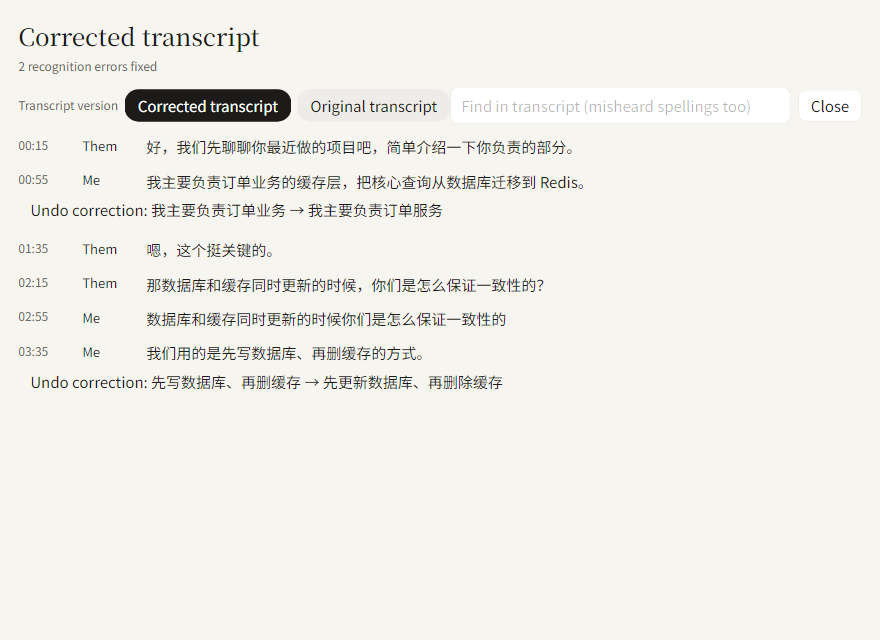 Corrected transcript
2 recognition errors fixed
Transcript version Corrected transcript Original transcript Find in transcript (misheard spellings too) Close
00:15 Them 好，我们先聊聊你最近做的项目吧，简单介绍一下你负责的部分。
00:55 Me 我主要负责订单业务的缓存层，把核心查询从数据库迁移到 Redis。
Undo correction: 我主要负责订单业务 → 我主要负责订单服务
01:35 Them 嗯，这个挺关键的。
02:15 Them 那数据库和缓存同时更新的时候，你们是怎么保证一致性的？
02:55 Me 数据库和缓存同时更新的时候你们是怎么保证一致性的
03:35 Me 我们用的是先写数据库、再删缓存的方式。
Undo correction: 先写数据库、再删缓存 → 先更新数据库、再删除缓存